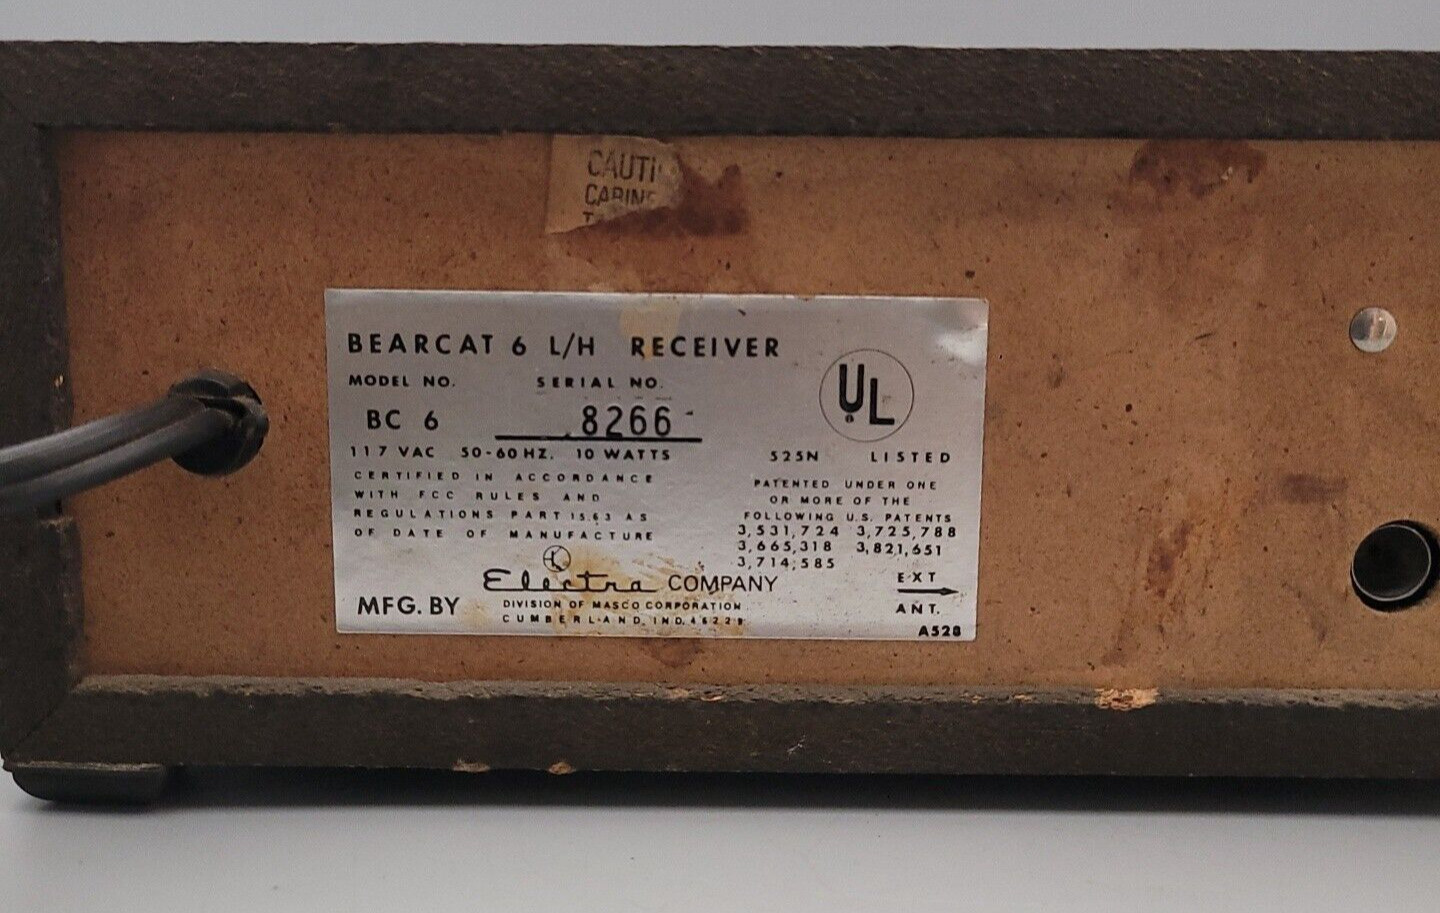 CAUTI
CABINE
BEARCAT 6 L/H RECEIVER
MODEL NO. SERIAL NO.
BC 6 8266
UL
117 VAC 50-60 HZ. 10 WATTS
525N LISTED
CERTIFIED IN ACCORDANCE
WITH FCC RULES AND
REGULATIONS PART 15.63 AS
OF DATE OF MANUFACTURE
PATENTED UNDER ONE
OR MORE OF THE
FOLLOWING U.S. PATENTS
3,531,724 3,725,788
3,665,318 3,821,651
3,714,585
Electra COMPANY
MFG. BY
DIVISION OF MASCO CORPORATION
CUMBERLAND, IND. 46229
EXT
ANT.
A528